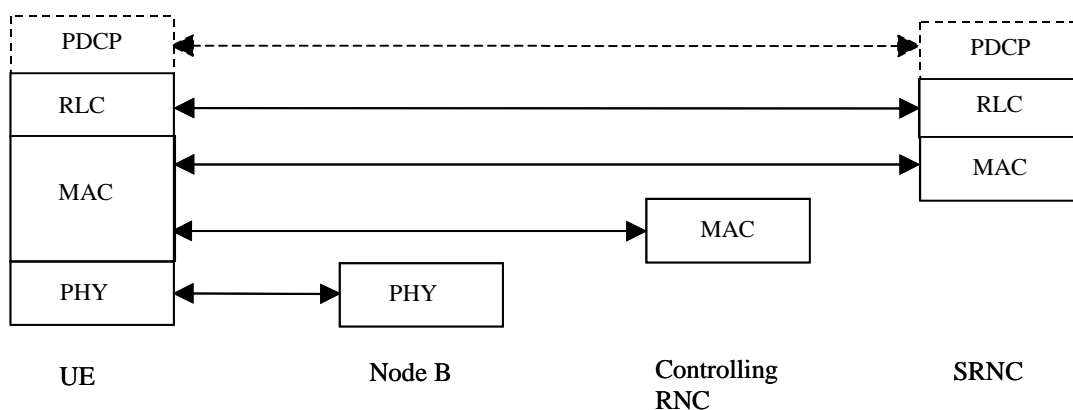 PDCP
PDCP
RLC
RLC
MAC
MAC
MAC
PHY
PHY
UE
Node B
Controlling
RNC
SRNC